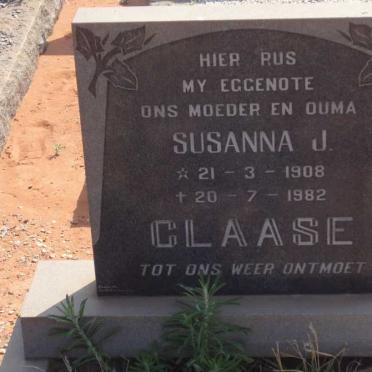 HIER RUS
MY EGGENOTE
ONS MOEDER EN OUMA
SUSANNA J.
☆ 21 - 3 - 1908
✝ 20 - 7 - 1982
CLAASE
TOT ONS WEER ONTMOET